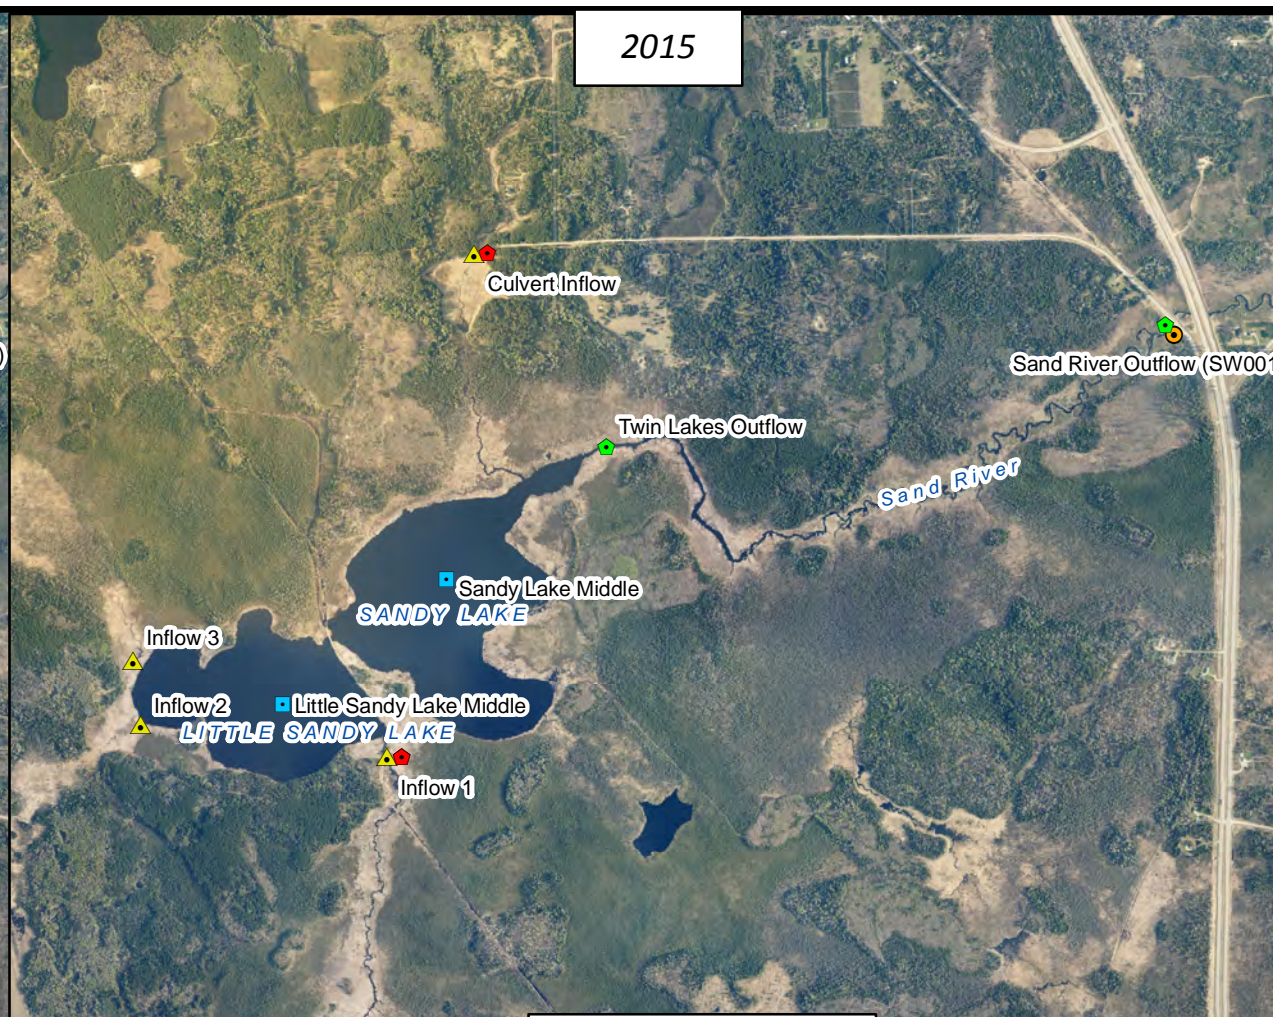 2015
Culvert Inflow
)
Sand River Outflow (SW001
Twin Lakes Outflow
Sand River
Sandy Lake Middle
SANDY LAKE
Inflow 3
Inflow 2
Little Sandy Lake Middle
LITTLE SANDY LAKE
Inflow 1